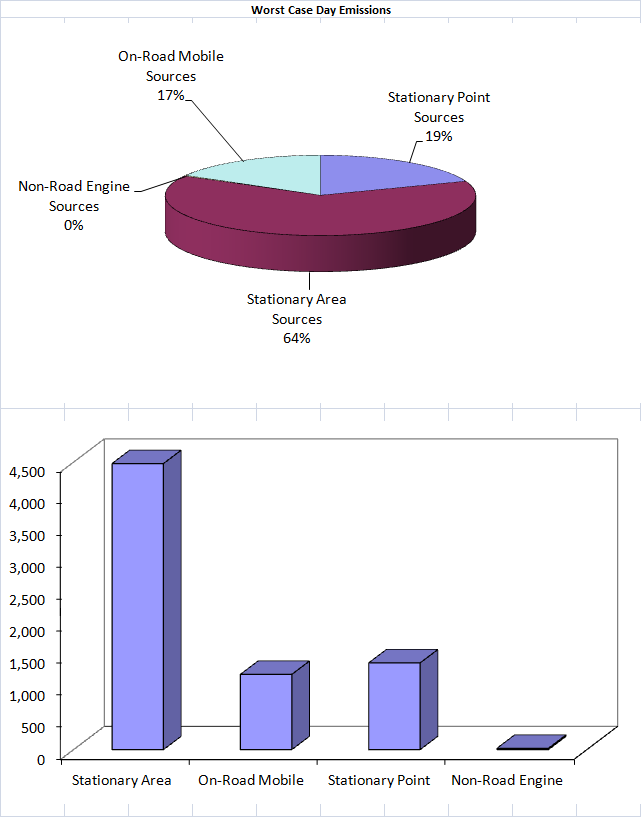 Worst Case Day Emissions
On-Road Mobile
Sources
17%
Stationary Point
Sources
19%
Non-Road Engine
Sources
0%
Stationary Area
Sources
64%
4,500
4,000
3,500
3,000
2,500
2,000
1,500
1,000
500
0
Stationary Area On-Road Mobile Stationary Point Non-Road Engine